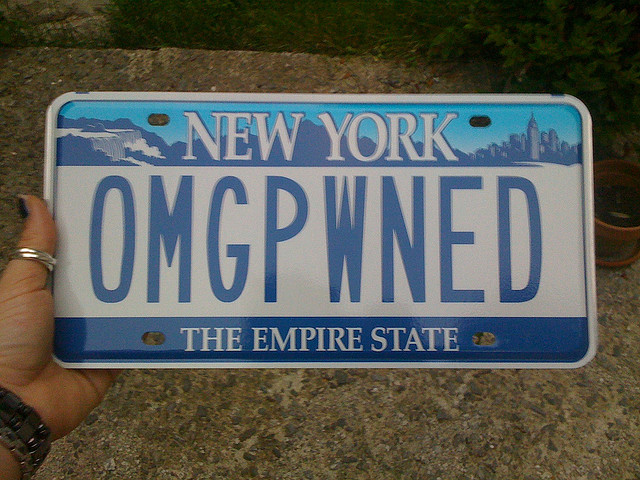 NEW YORK
OMGPWNED
THE EMPIRE STATE